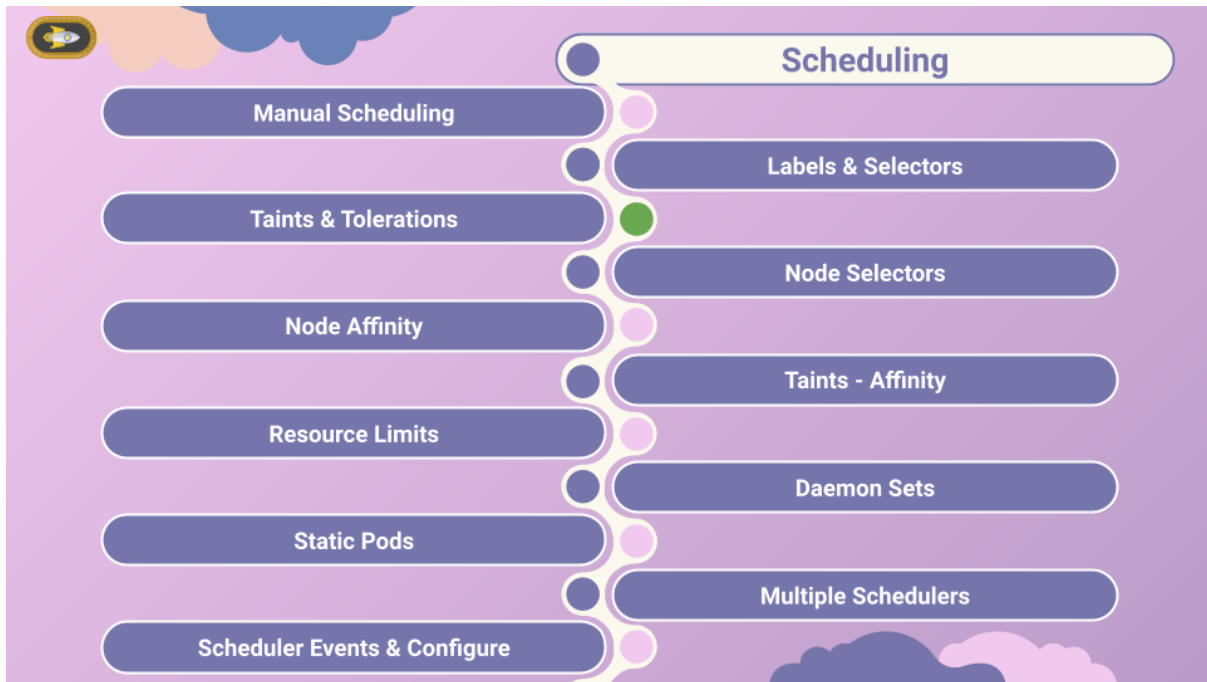 Scheduling
Manual Scheduling
Labels & Selectors
Taints & Tolerations
Node Selectors
Node Affinity
Taints - Affinity
Resource Limits
Daemon Sets
Static Pods
Multiple Schedulers
Scheduler Events & Configure